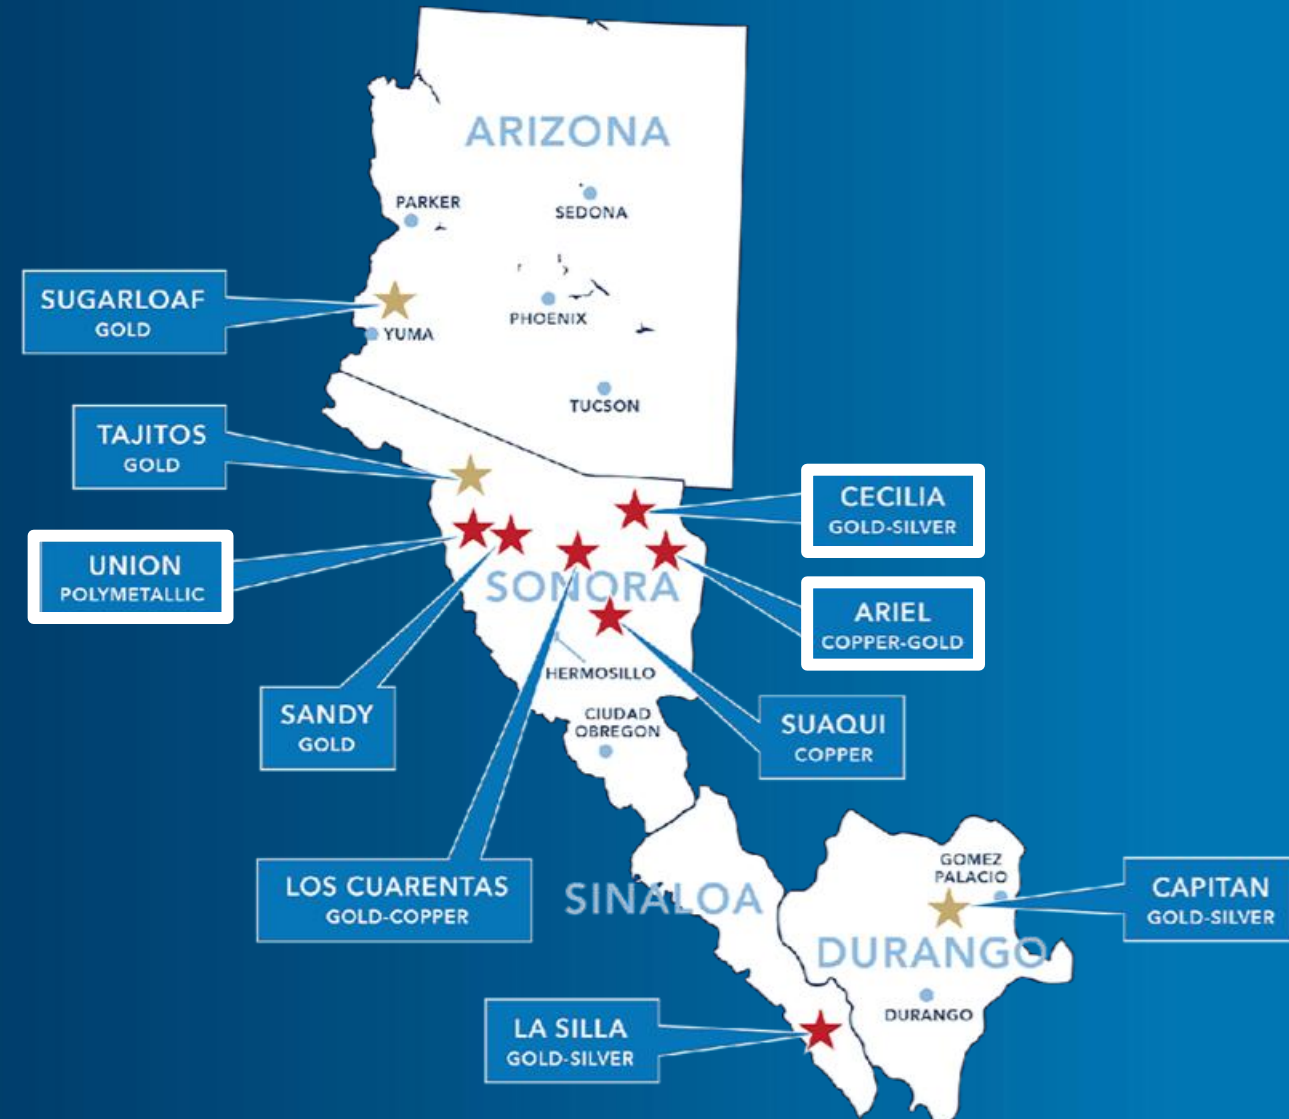 ARIZONA
PARKER
SEDONA
SUGARLOAF
GOLD
PHOENIX
YUMA
TUCSON
TAJITOS
GOLD
CECILIA
GOLD-SILVER
UNION
POLYMETALLIC
SONORA
ARIEL
COPPER-GOLD
HERMOSILLO
SANDY
GOLD
CIUDAD
OBREGON
SUAQUI
COPPER
LOS CUARENTAS
GOLD-COPPER
SINALOA
GOMEZ
PALACIO
CAPITAN
GOLD-SILVER
DURANGO
DURANGO
LA SILLA
GOLD-SILVER